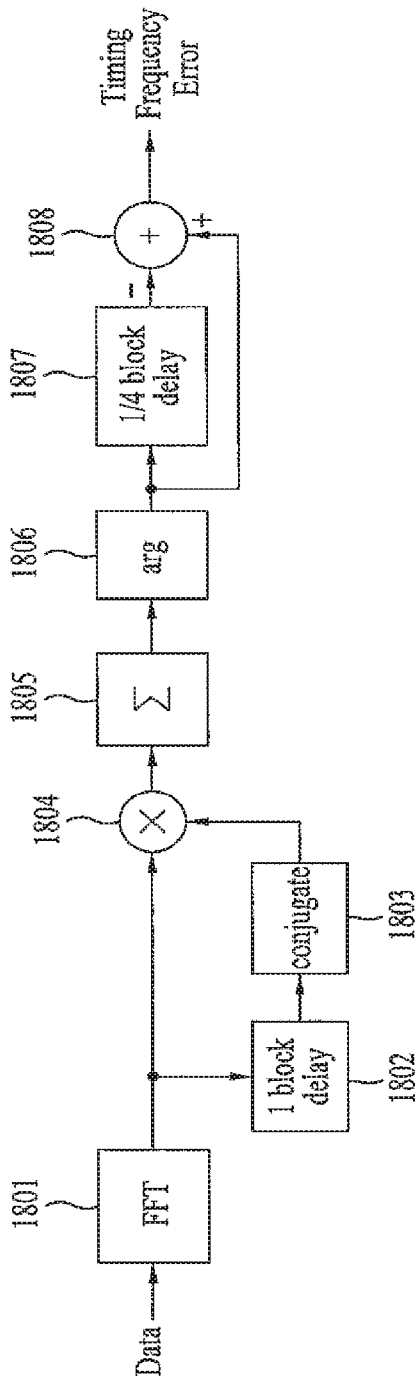 Data
1801
FFT
1802
1 block
delay
1803
conjugate
1804
×
1805
Σ
1806
arg
1807
1/4 block
delay
−
1808
+
+
Timing
Frequency
Error